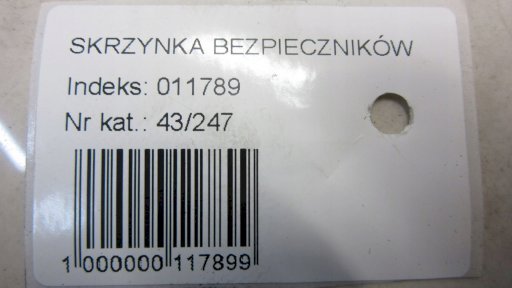 SKRZYNKA BEZPIECZNIKÓW
Indeks: 011789
Nr kat.: 43/247
1 000000 117899